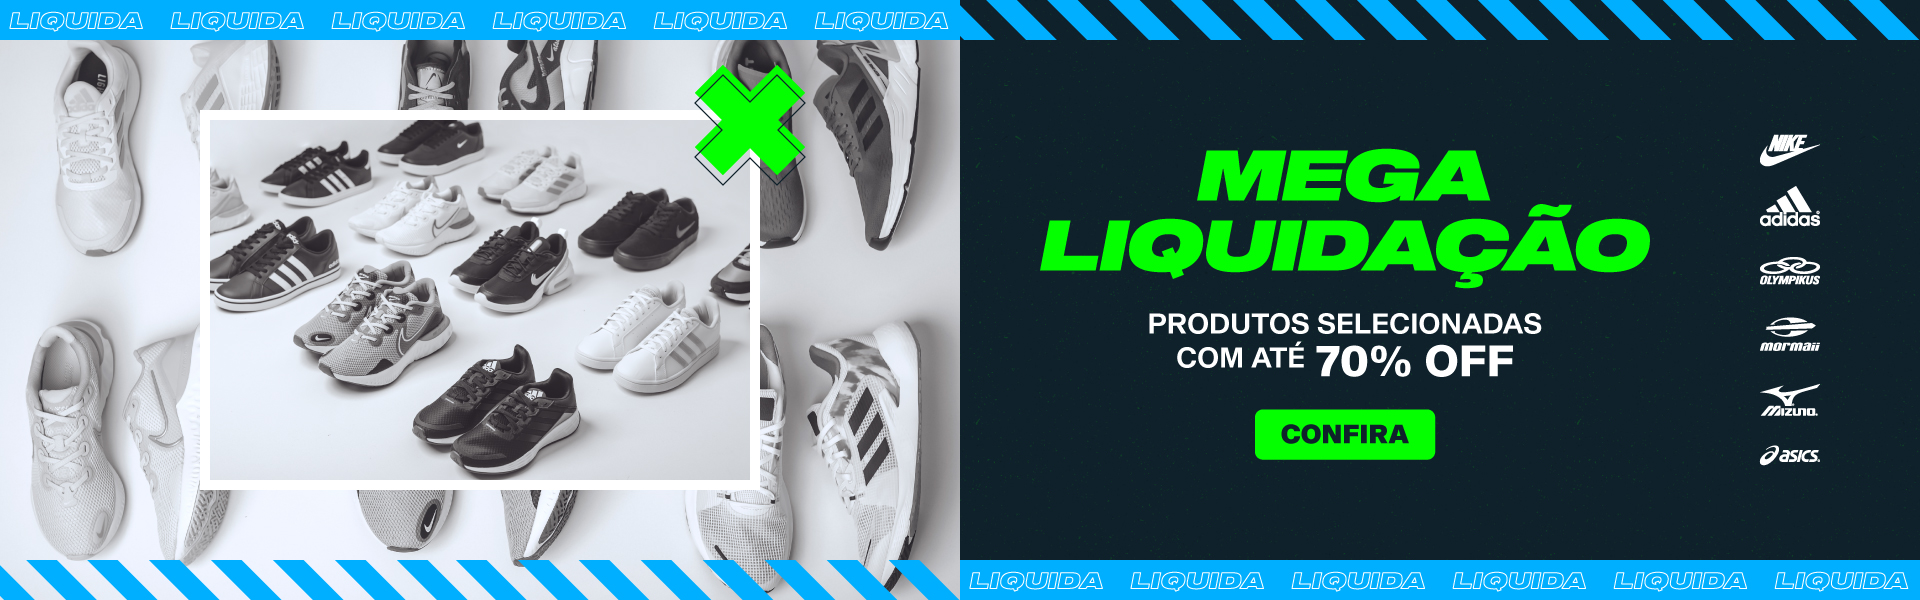 LIQUIDA LIQUIDA LIQUIDA LIQUIDA LIQUIDA LIQUIDA
MEGA
LIQUIDAÇÃO
PRODUTOS SELECIONADAS
COM ATÉ 70% OFF
CONFIRA
NIKE
adidas
OLYMPIKUS
mormaii
MIZUNO
asics
LIQUIDA LIQUIDA LIQUIDA LIQUIDA LIQUIDA LIQUIDA